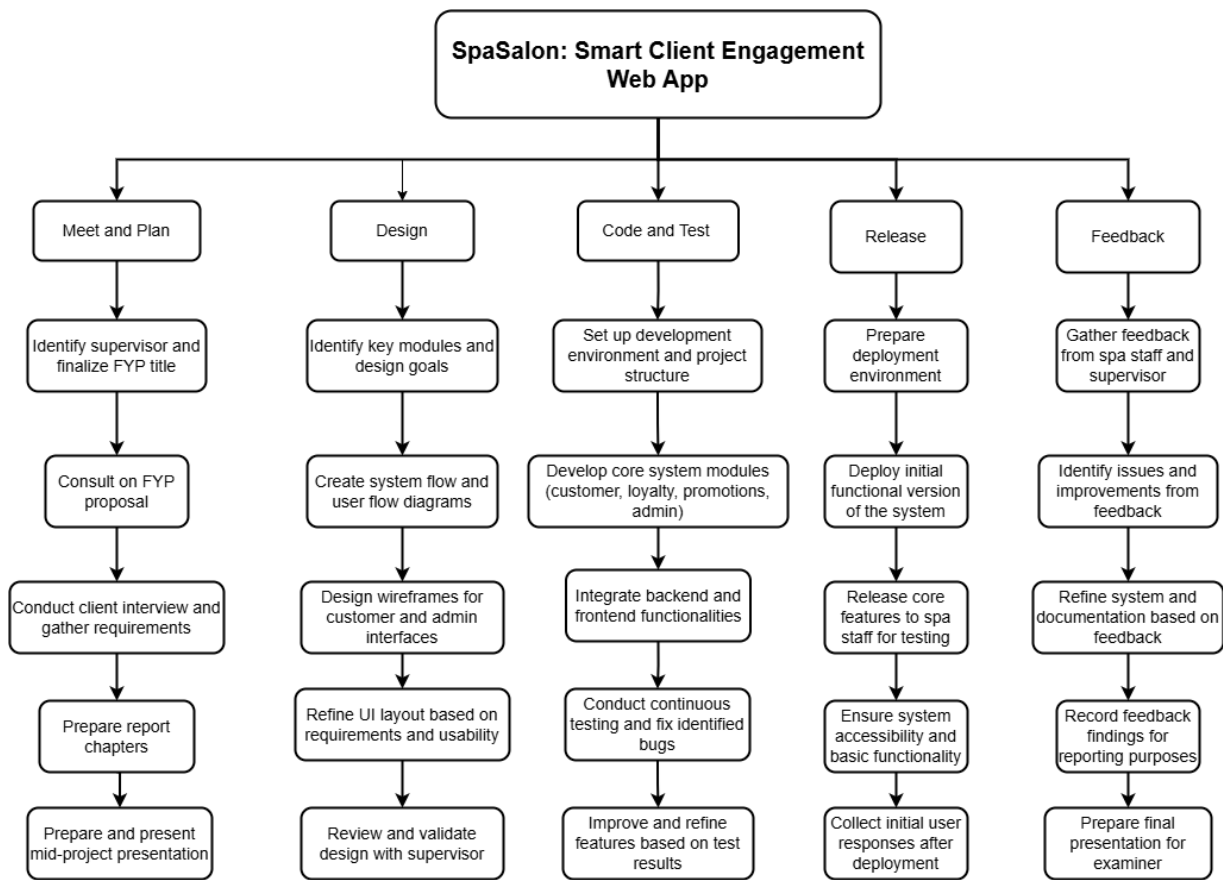 SpaSalon: Smart Client Engagement
Web App
Meet and Plan
Design
Code and Test
Release
Feedback
Identify supervisor and
finalize FYP title
Identify key modules and
design goals
Set up development
environment and project
structure
Prepare
deployment
environment
Gather feedback
from spa staff and
supervisor
Consult on FYP
proposal
Create system flow and
user flow diagrams
Develop core system modules
(customer, loyalty, promotions,
admin)
Deploy initial
functional version
of the system
Identify issues and
improvements from
feedback
Conduct client interview and
gather requirements
Design wireframes for
customer and admin
interfaces
Integrate backend and
frontend functionalities
Release core
features to spa
staff for testing
Refine system and
documentation based on
feedback
Prepare report
chapters
Refine UI layout based on
requirements and usability
Conduct continuous
testing and fix identified
bugs
Ensure system
accessibility and
basic functionality
Record feedback
findings for
reporting purposes
Prepare and present
mid-project presentation
Review and validate
design with supervisor
Improve and refine
features based on test
results
Collect initial user
responses after
deployment
Prepare final
presentation for
examiner